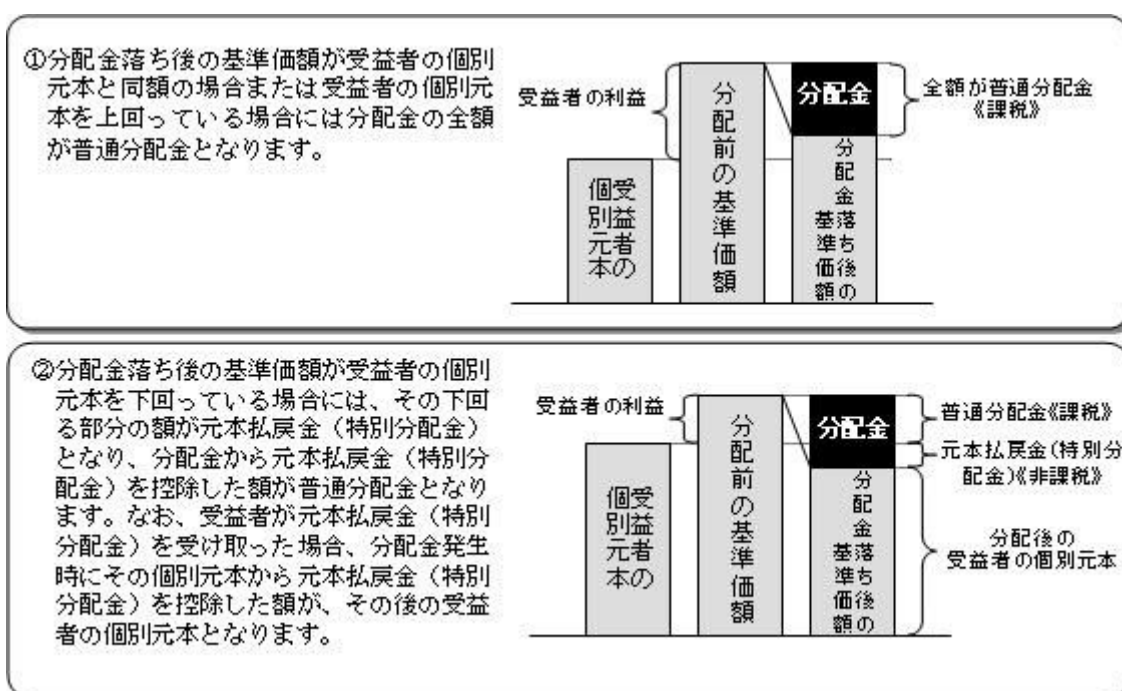 ①分配金落ち後の基準価額が受益者の個別
元本と同額の場合または受益者の個別元
本を上回っている場合には分配金の全額
が普通分配金となります。
受益者の利益
受益者の
個別元本
分配前の基準価額
分配金
分配金落ち後の
基準価額
全額が普通分配金
《課税》
②分配金落ち後の基準価額が受益者の個別
元本を下回っている場合には、その下回
る部分の額が元本払戻金（特別分配金）
となり、分配金から元本払戻金（特別分
配金）を控除した額が普通分配金となり
ます。なお、受益者が元本払戻金（特別
分配金）を受け取った場合、分配金発生
時にその個別元本から元本払戻金（特別
分配金）を控除した額が、その後の受益
者の個別元本となります。
受益者の利益
受益者の
個別元本
分配前の基準価額
分配金
分配金落ち後の
基準価額
普通分配金《課税》
元本払戻金(特別分
配金)《非課税》
分配後の
受益者の個別元本